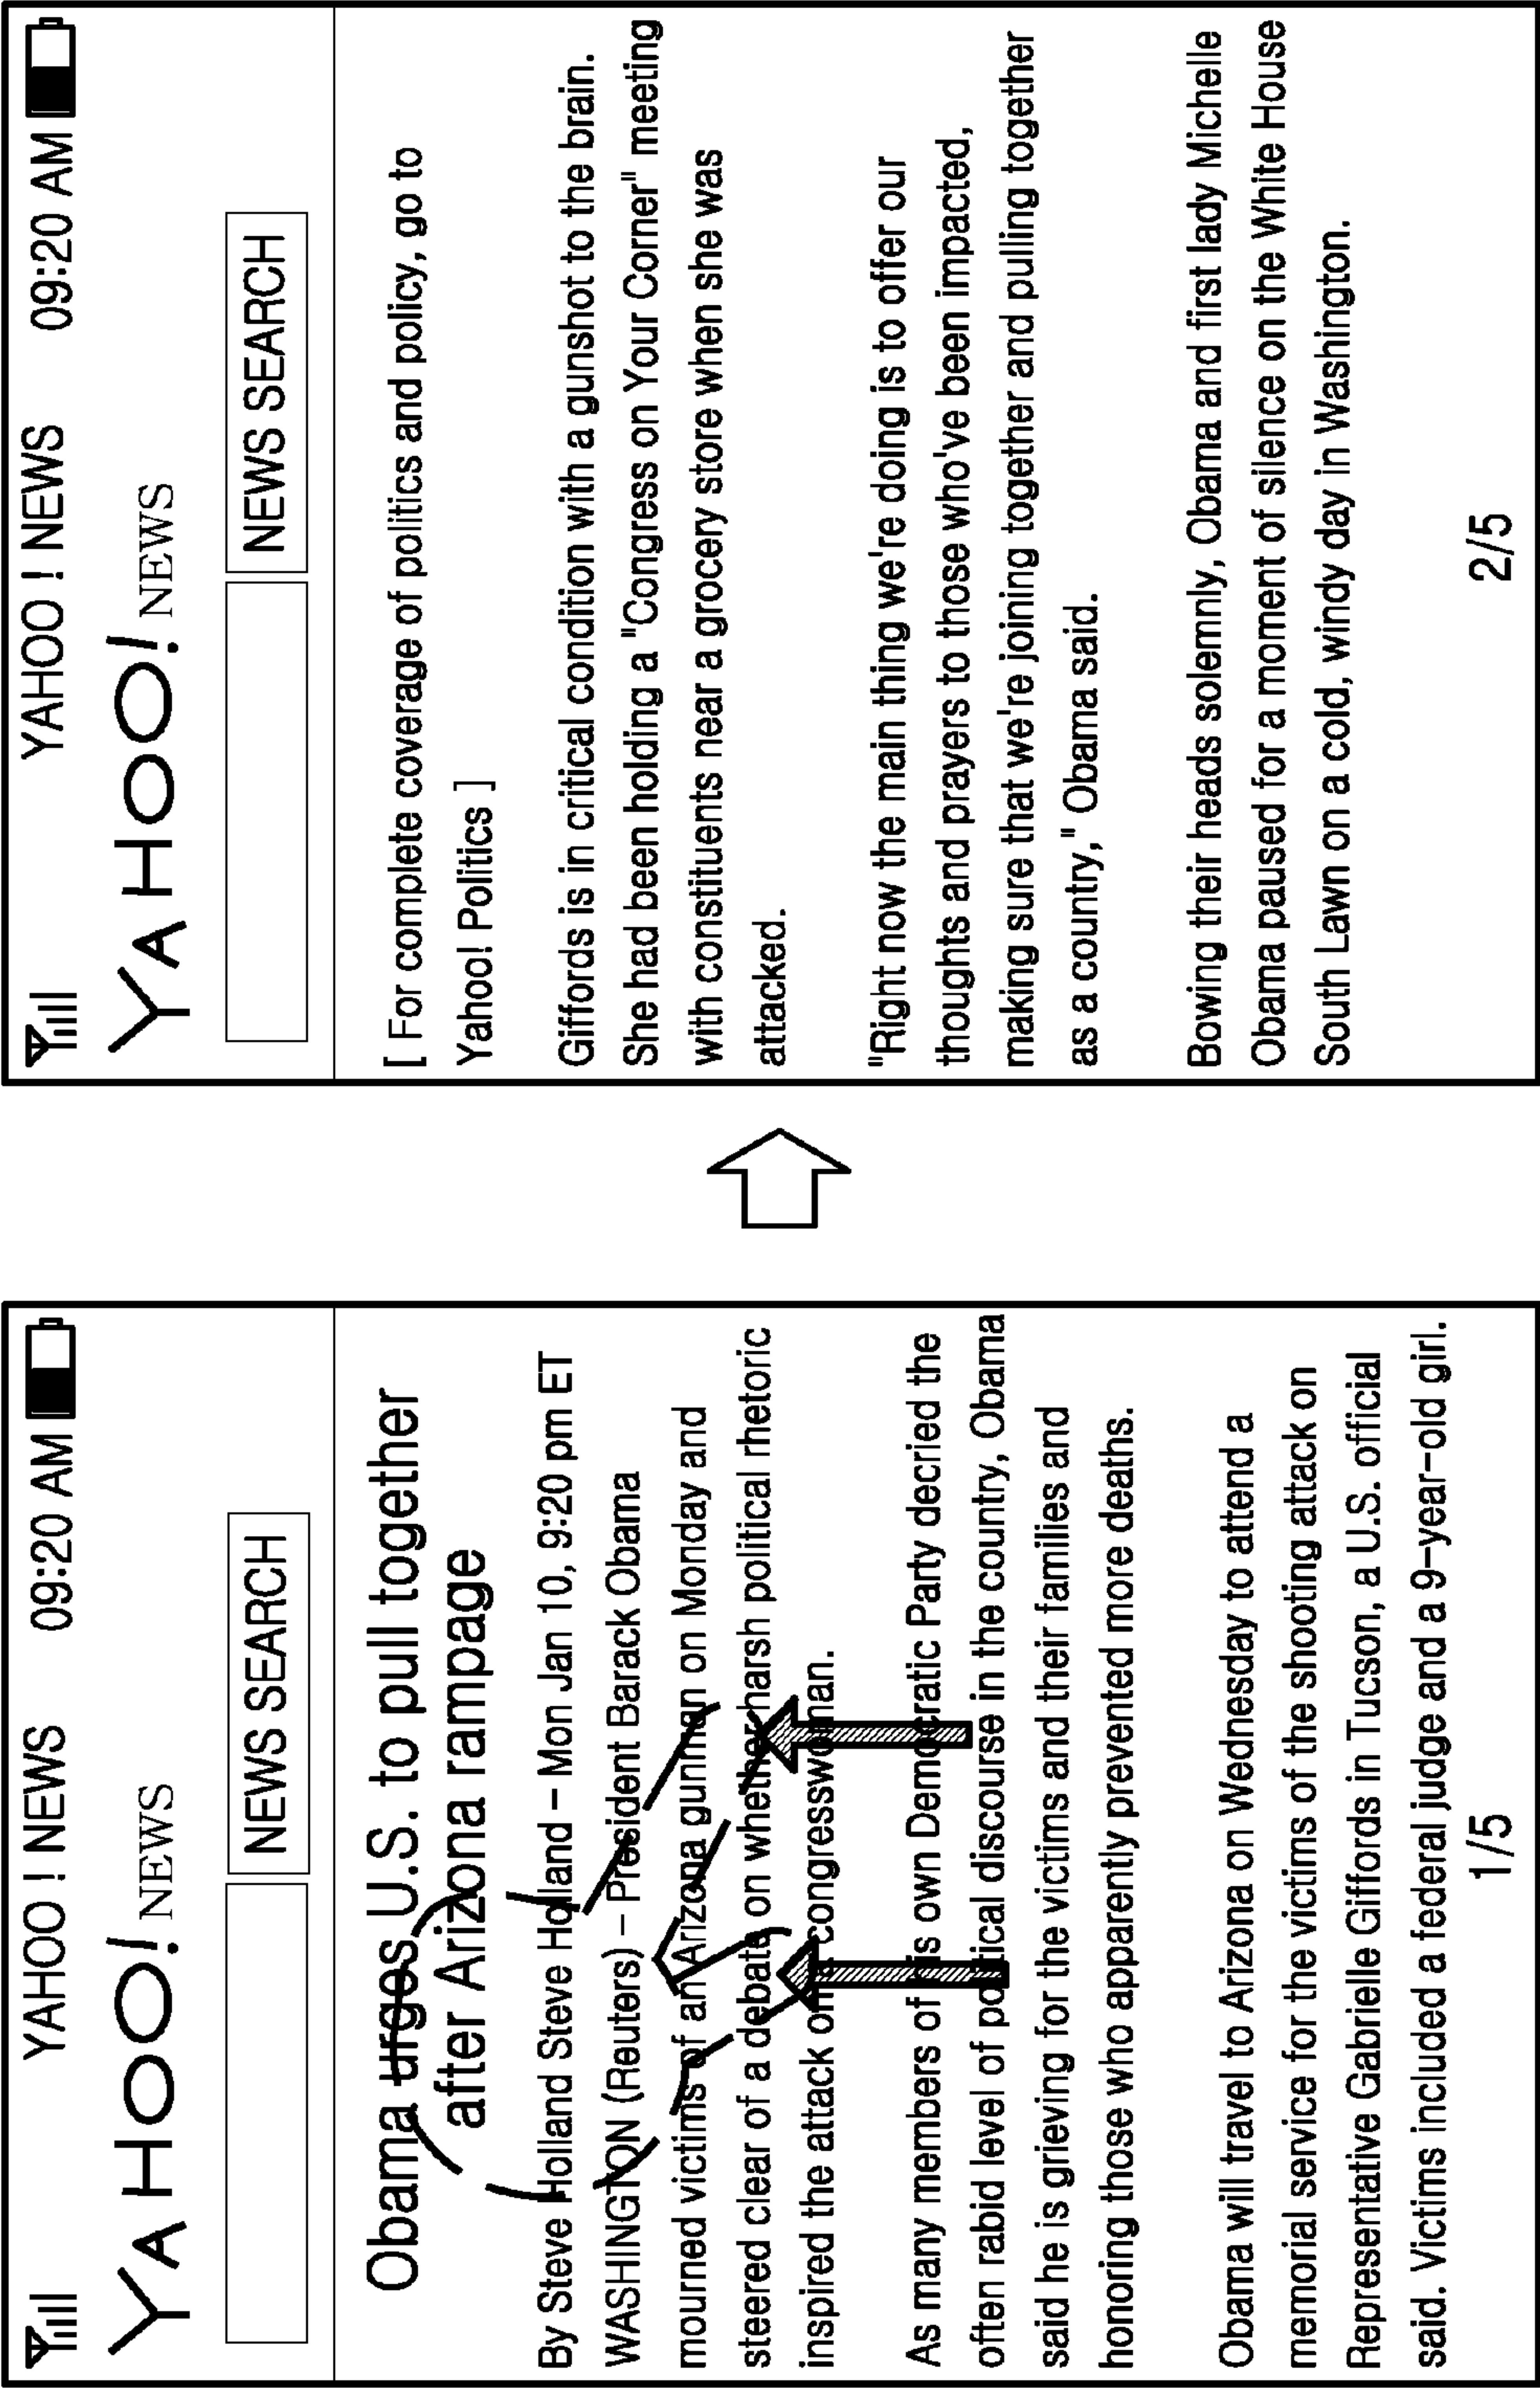 YAHOO ! NEWS 09:20 AM
YAHOO! NEWS
NEWS SEARCH
Obama urges U.S. to pull together
after Arizona rampage
By Steve Holland Steve Holland – Mon Jan 10, 9:20 pm ET
WASHINGTON (Reuters) – President Barack Obama
mourned victims of an Arizona gunman on Monday and
steered clear of a debate on whether harsh political rhetoric
inspired the attack on a congresswoman.
As many members of his own Democratic Party decried the
often rabid level of political discourse in the country, Obama
said he is grieving for the victims and their families and
honoring those who apparently prevented more deaths.
Obama will travel to Arizona on Wednesday to attend a
memorial service for the victims of the shooting attack on
Representative Gabrielle Giffords in Tucson, a U.S. official
said. Victims included a federal judge and a 9-year-old girl.
1/5
YAHOO ! NEWS 09:20 AM
YAHOO! NEWS
NEWS SEARCH
[ For complete coverage of politics and policy, go to
Yahoo! Politics ]
Giffords is in critical condition with a gunshot to the brain.
She had been holding a "Congress on Your Corner" meeting
with constituents near a grocery store when she was
attacked.
"Right now the main thing we're doing is to offer our
thoughts and prayers to those who've been impacted,
making sure that we're joining together and pulling together
as a country," Obama said.
Bowing their heads solemnly, Obama and first lady Michelle
Obama paused for a moment of silence on the White House
South Lawn on a cold, windy day in Washington.
2/5